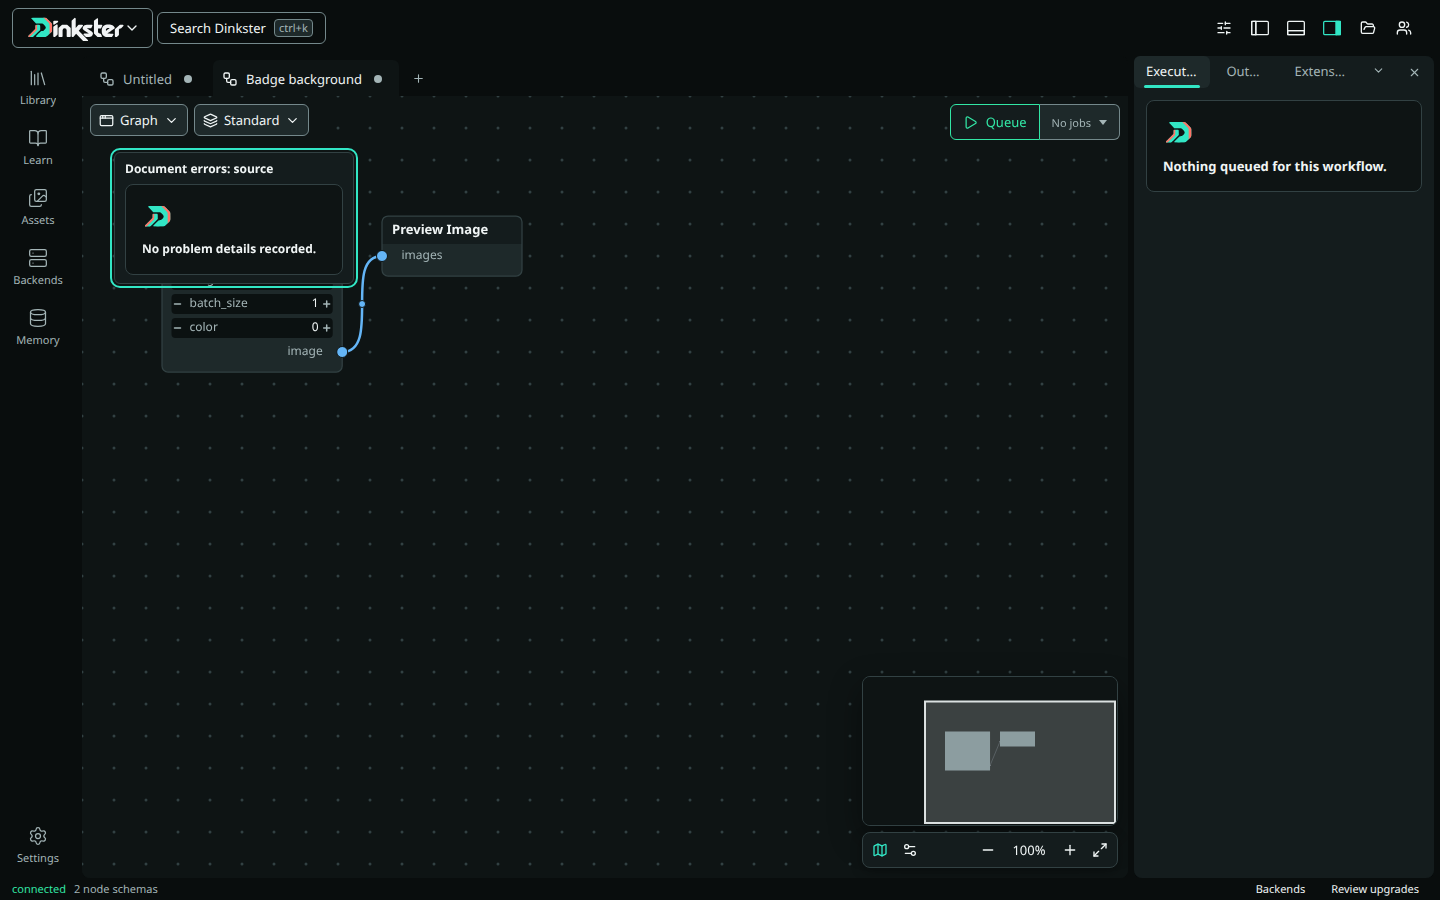 Dinkster
Search Dinkster ctrl+k
Library
Learn
Assets
Backends
Memory
Settings
Untitled
Badge background
Graph
Standard
Queue
No jobs
Document errors: source
No problem details recorded.
batch_size 1
color 0
image
Preview Image
images
100%
Execut...
Out...
Extens...
Nothing queued for this workflow.
connected 2 node schemas
Backends
Review upgrades